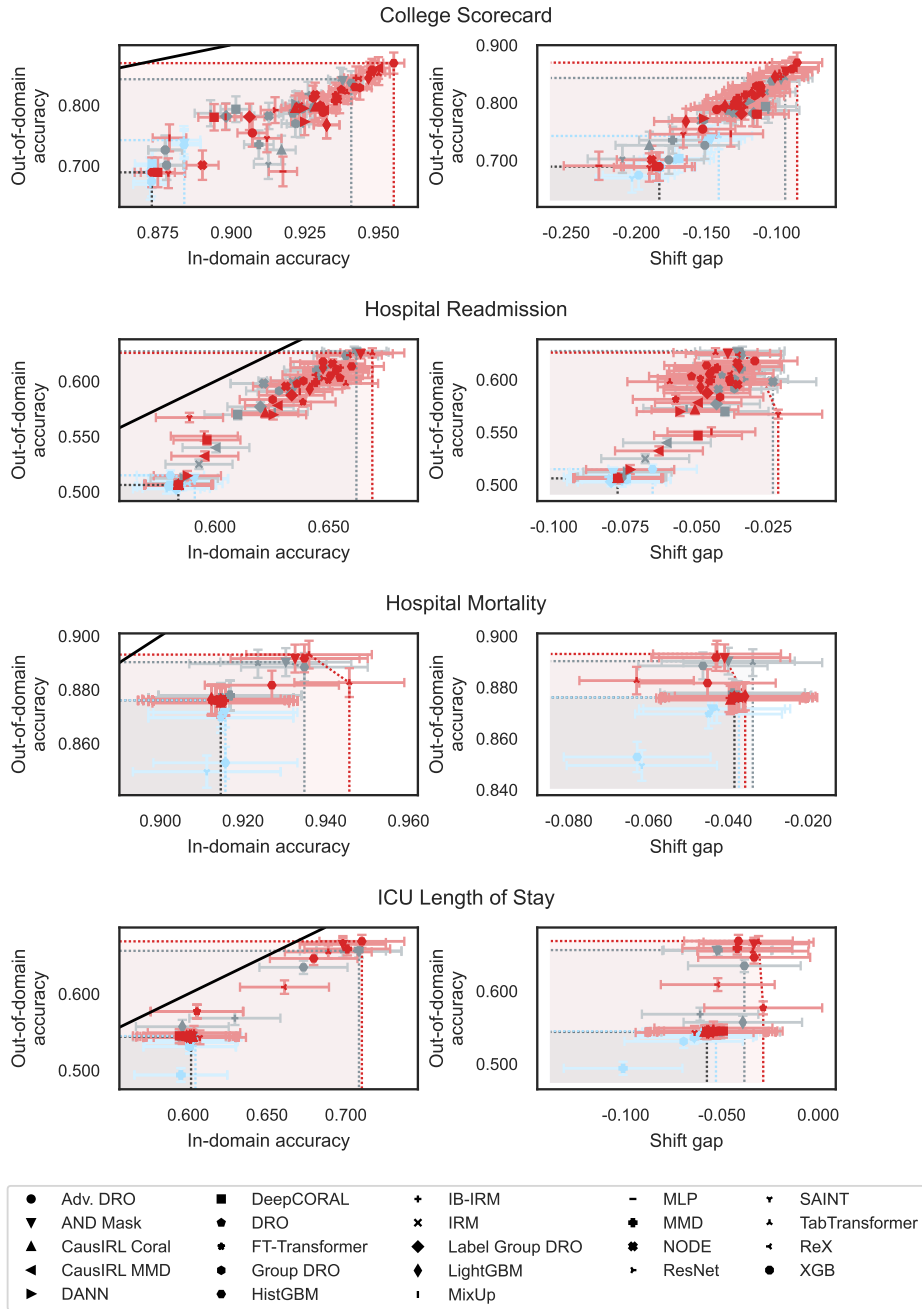 College Scorecard
Out-of-domain
accuracy
0.800
0.700
0.875
0.900
0.925
0.950
In-domain accuracy
Out-of-domain
accuracy
0.900
0.800
0.700
-0.250
-0.200
-0.150
-0.100
Shift gap
Hospital Readmission
Out-of-domain
accuracy
0.600
0.550
0.500
0.600
0.650
In-domain accuracy
Out-of-domain
accuracy
0.600
0.550
0.500
-0.100
-0.075
-0.050
-0.025
Shift gap
Hospital Mortality
Out-of-domain
accuracy
0.900
0.880
0.860
0.900
0.920
0.940
0.960
In-domain accuracy
Out-of-domain
accuracy
0.900
0.880
0.860
0.840
-0.080
-0.060
-0.040
-0.020
Shift gap
ICU Length of Stay
Out-of-domain
accuracy
0.600
0.500
0.600
0.650
0.700
In-domain accuracy
Out-of-domain
accuracy
0.600
0.500
-0.100
-0.050
0.000
Shift gap
Adv. DRO
AND Mask
CausIRL Coral
CausIRL MMD
DANN
DeepCORAL
DRO
FT-Transformer
Group DRO
HistGBM
IB-IRM
IRM
Label Group DRO
LightGBM
MixUp
MLP
MMD
NODE
ResNet
SAINT
TabTransformer
ReX
XGB